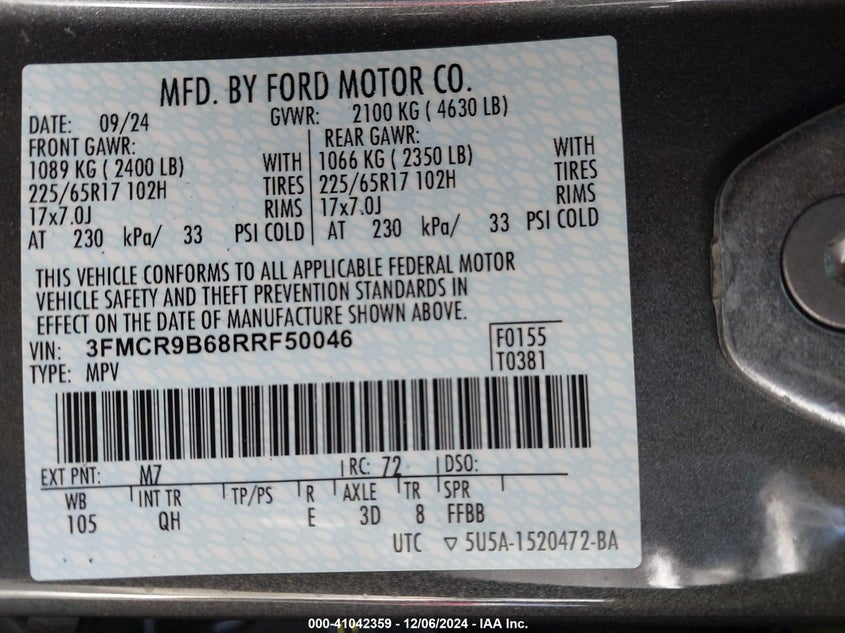 MFD. BY FORD MOTOR CO.
DATE: 09/24 GVWR: 2100 KG ( 4630 LB)
FRONT GAWR: REAR GAWR:
1089 KG ( 2400 LB) WITH 1066 KG ( 2350 LB) WITH
225/65R17 102H TIRES 225/65R17 102H TIRES
17x7.0J RIMS 17x7.0J RIMS
AT 230 kPa/ 33 PSI COLD AT 230 kPa/ 33 PSI COLD
THIS VEHICLE CONFORMS TO ALL APPLICABLE FEDERAL MOTOR
VEHICLE SAFETY AND THEFT PREVENTION STANDARDS IN
EFFECT ON THE DATE OF MANUFACTURE SHOWN ABOVE.
VIN: 3FMCR9B68RRF50046 F0155
TYPE: MPV T0381
EXT PNT: M7 RC: 72 DSO:
WB INT TR TP/PS R AXLE TR SPR
105 QH E 3D 8 FFBB
UTC ▽ 5U5A-1520472-BA
000-41042359 - 12/06/2024 - IAA Inc.